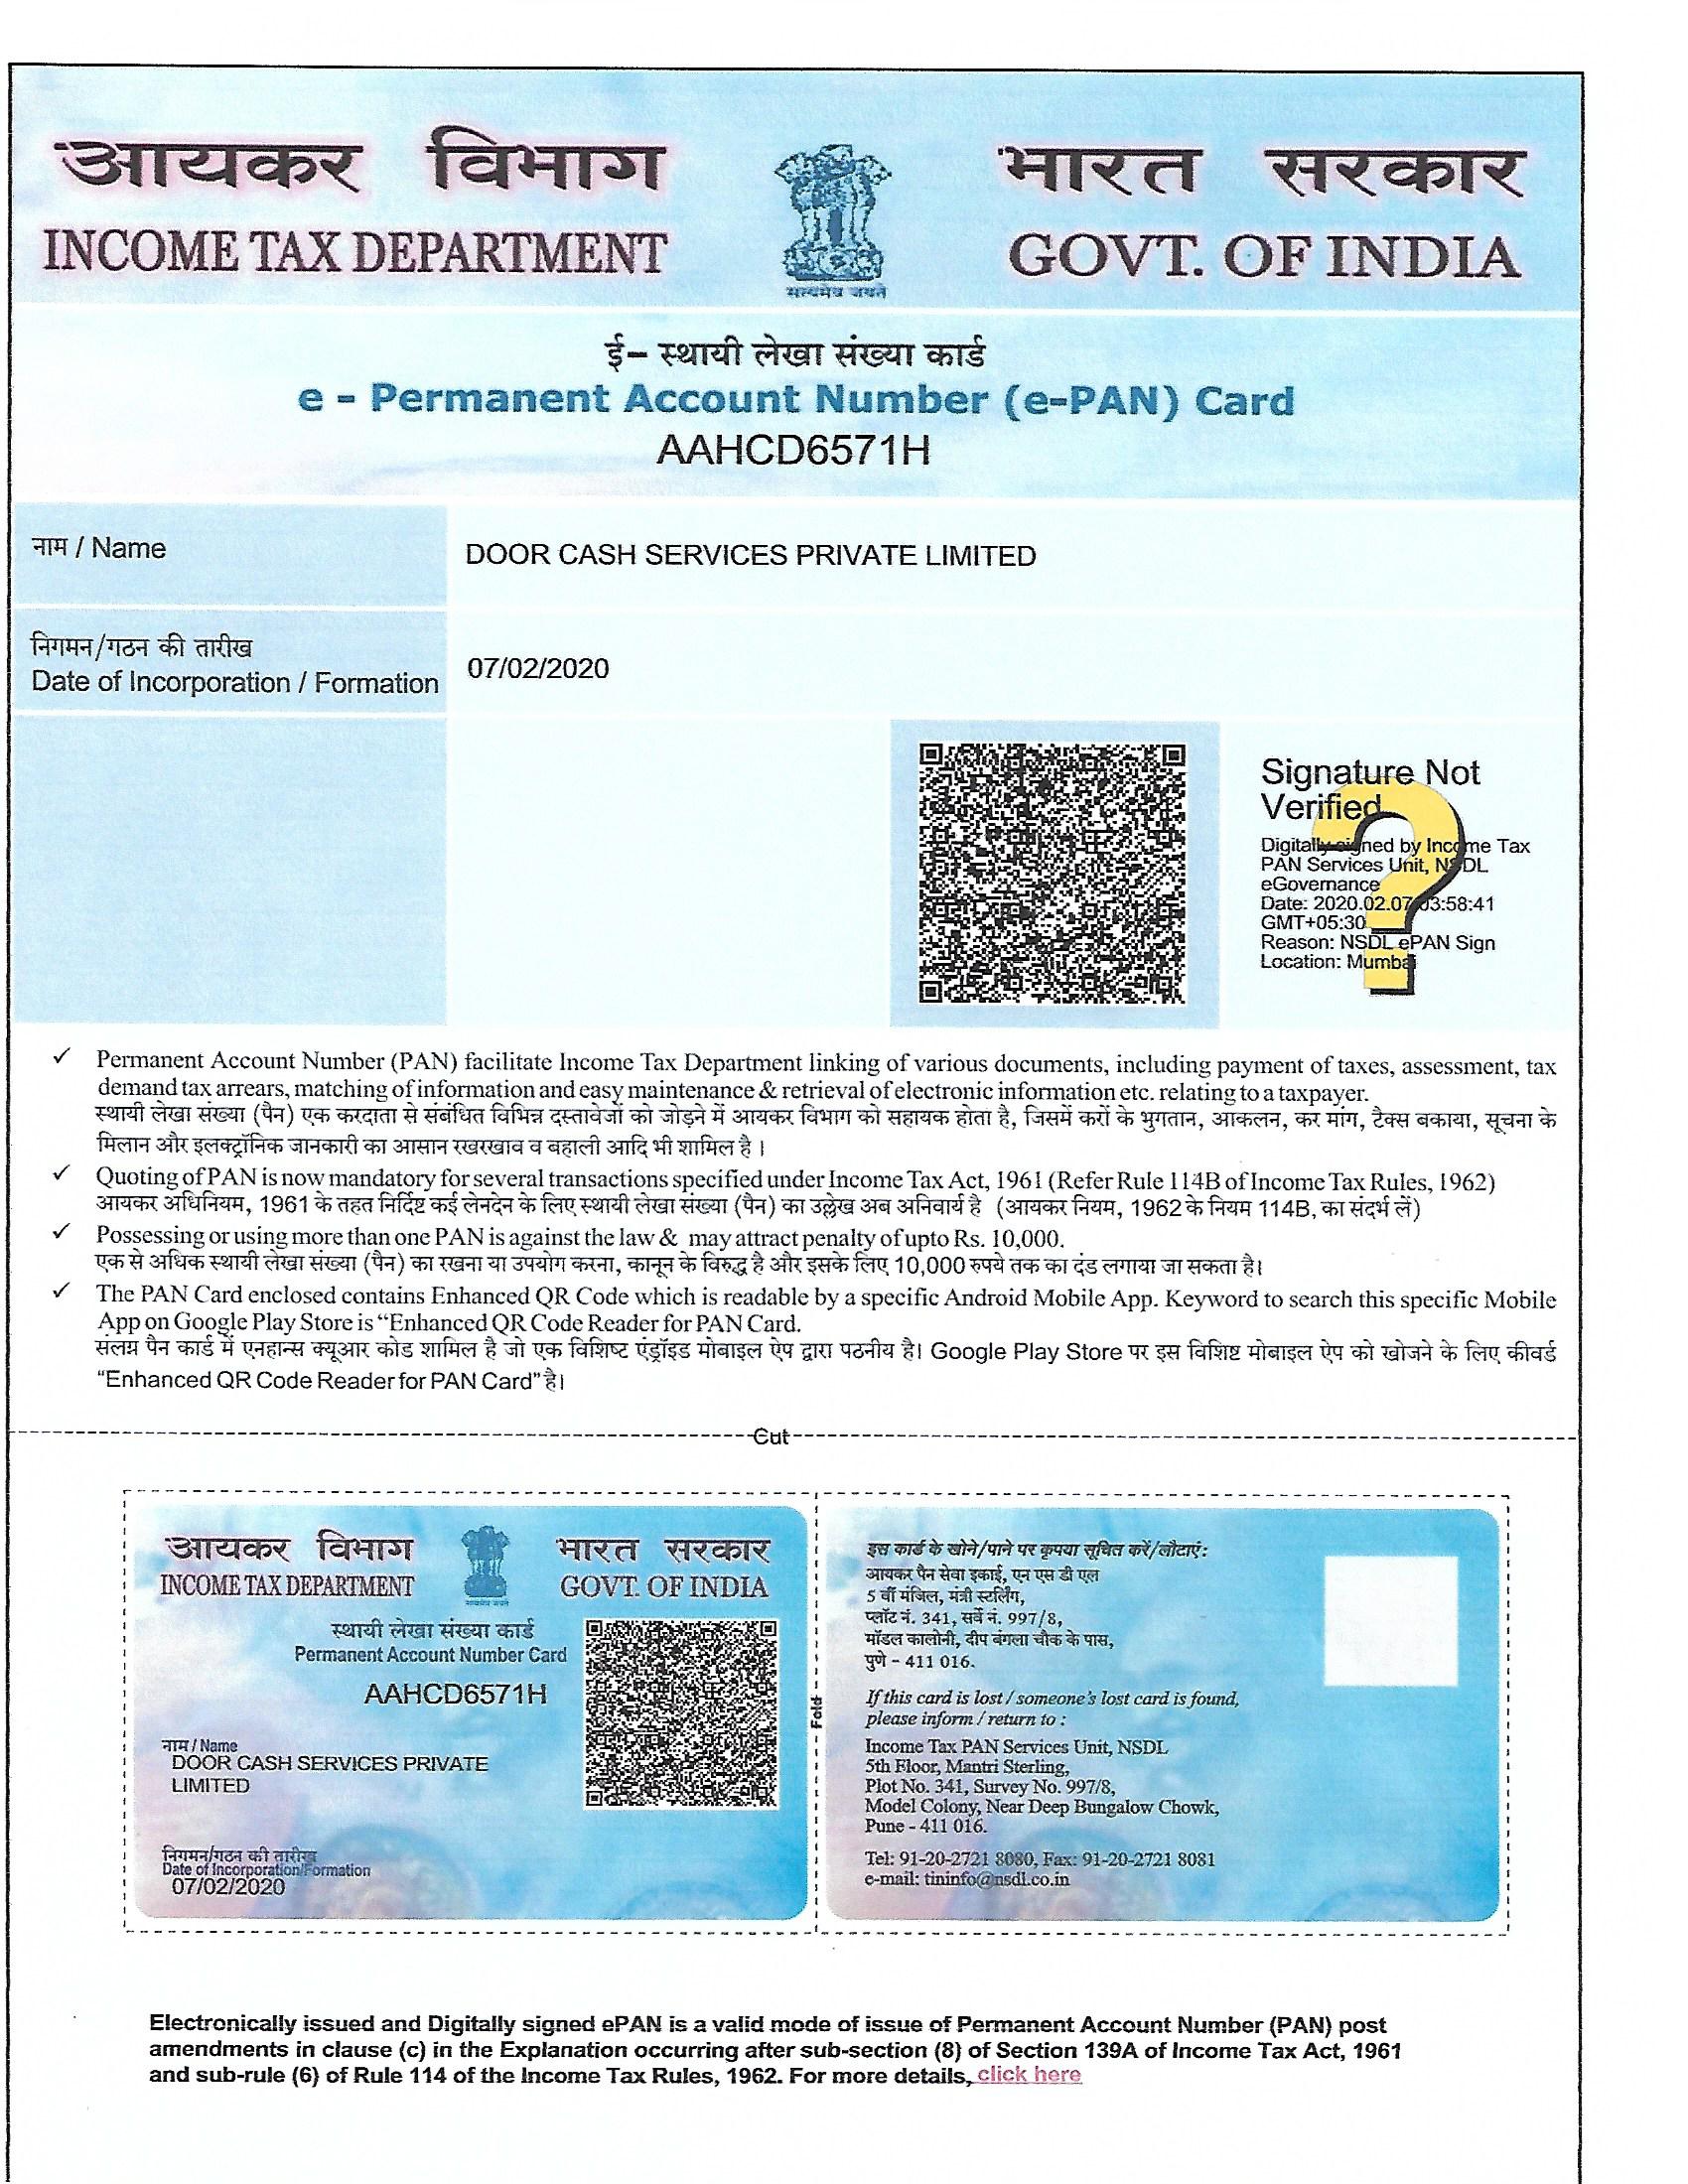 आयकर विभाग
INCOME TAX DEPARTMENT
सत्यमेव जयते
भारत सरकार
GOVT. OF INDIA
ई– स्थायी लेखा संख्या कार्ड
e - Permanent Account Number (e-PAN) Card
AAHCD6571H
नाम / Name
DOOR CASH SERVICES PRIVATE LIMITED
निगमन/गठन की तारीख
Date of Incorporation / Formation
07/02/2020
Signature Not
Verified
Digitally signed by Income Tax
PAN Services Unit, NSDL
eGovernance
Date: 2020.02.07 03:58:41
GMT+05:30
Reason: NSDL ePAN Sign
Location: Mumbai
✓ Permanent Account Number (PAN) facilitate Income Tax Department linking of various documents, including payment of taxes, assessment, tax
demand tax arrears, matching of information and easy maintenance & retrieval of electronic information etc. relating to a taxpayer.
स्थायी लेखा संख्या (पैन) एक करदाता से संबंधित विभिन्न दस्तावेजों को जोड़ने में आयकर विभाग को सहायक होता है, जिसमें करों के भुगतान, आकलन, कर मांग, टैक्स बकाया, सूचना के
मिलान और इलक्ट्रॉनिक जानकारी का आसान रखरखाव व बहाली आदि भी शामिल है ।
✓ Quoting of PAN is now mandatory for several transactions specified under Income Tax Act, 1961 (Refer Rule 114B of Income Tax Rules, 1962)
आयकर अधिनियम, 1961 के तहत निर्दिष्ट कई लेनदेन के लिए स्थायी लेखा संख्या (पैन) का उल्लेख अब अनिवार्य है (आयकर नियम, 1962 के नियम 114B, का संदर्भ लें)
✓ Possessing or using more than one PAN is against the law & may attract penalty of upto Rs. 10,000.
एक से अधिक स्थायी लेखा संख्या (पैन) का रखना या उपयोग करना, कानून के विरुद्ध है और इसके लिए 10,000 रुपये तक का दंड लगाया जा सकता है।
✓ The PAN Card enclosed contains Enhanced QR Code which is readable by a specific Android Mobile App. Keyword to search this specific Mobile
App on Google Play Store is “Enhanced QR Code Reader for PAN Card.
संलग्न पैन कार्ड में एनहान्स क्यूआर कोड शामिल है जो एक विशिष्ट एंड्रॉइड मोबाइल ऐप द्वारा पठनीय है। Google Play Store पर इस विशिष्ट मोबाइल ऐप को खोजने के लिए कीवर्ड
“Enhanced QR Code Reader for PAN Card” है।
Cut
आयकर विभाग
INCOME TAX DEPARTMENT
भारत सरकार
GOVT. OF INDIA
स्थायी लेखा संख्या कार्ड
Permanent Account Number Card
AAHCD6571H
नाम / Name
DOOR CASH SERVICES PRIVATE
LIMITED
निगमन/गठन की तारीख
Date of Incorporation/Formation
07/02/2020
Fold
इस कार्ड के खोने/पाने पर कृपया सूचित करें/लौटाएं:
आयकर पैन सेवा इकाई, एन एस डी एल
5 वीं मंजिल, मंत्री स्टर्लिंग,
प्लॉट नं. 341, सर्वे नं. 997/8,
मॉडल कालोनी, दीप बंगला चौक के पास,
पुणे – 411 016.
If this card is lost / someone's lost card is found,
please inform / return to :
Income Tax PAN Services Unit, NSDL
5th Floor, Mantri Sterling,
Plot No. 341, Survey No. 997/8,
Model Colony, Near Deep Bungalow Chowk,
Pune - 411 016.
Tel: 91-20-2721 8080, Fax: 91-20-2721 8081
e-mail: tininfo@nsdl.co.in
Electronically issued and Digitally signed ePAN is a valid mode of issue of Permanent Account Number (PAN) post
amendments in clause (c) in the Explanation occurring after sub-section (8) of Section 139A of Income Tax Act, 1961
and sub-rule (6) of Rule 114 of the Income Tax Rules, 1962. For more details, click here